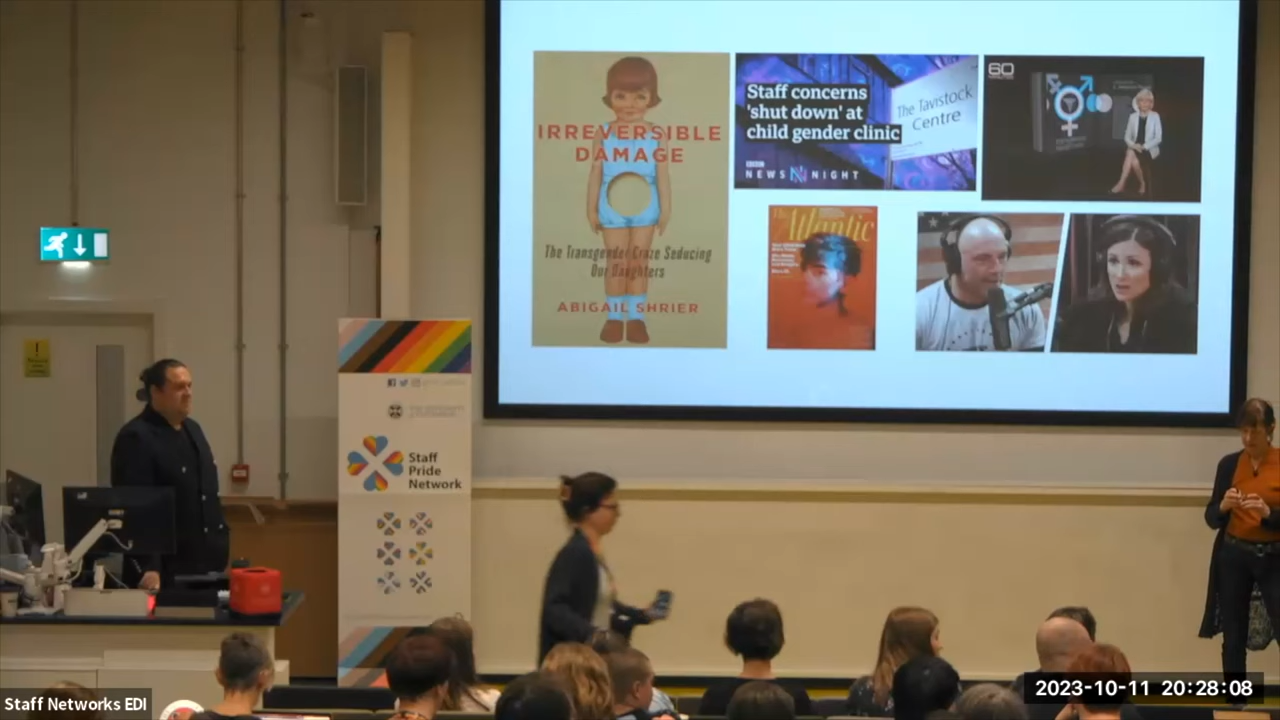 IRREVERSIBLE
DAMAGE
The Transgender Craze Seducing
Our Daughters
ABIGAIL SHRIER
Staff concerns
'shut down' at
child gender clinic
The Tavistock
Centre
NEWSNIGHT
60
The
Atlantic
Staff
Pride
Network
Staff Networks EDI
2023-10-11 20:28:08